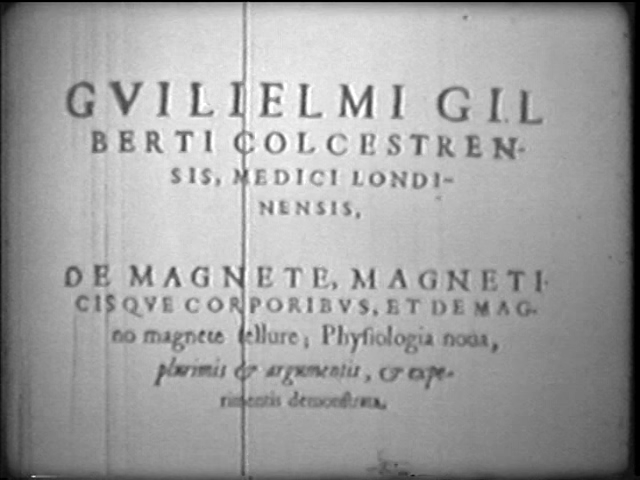 GVILIELMI GIL
BERTI COLCESTREN-
SIS, MEDICI LONDI-
NENSIS,
DE MAGNETE, MAGNETI-
CISQVE CORPORIBVS, ET DE MAG-
no magnete tellure; Phyſiologia noua,
plurimis & argumentis, & expe-
rimentis demonſtrata.